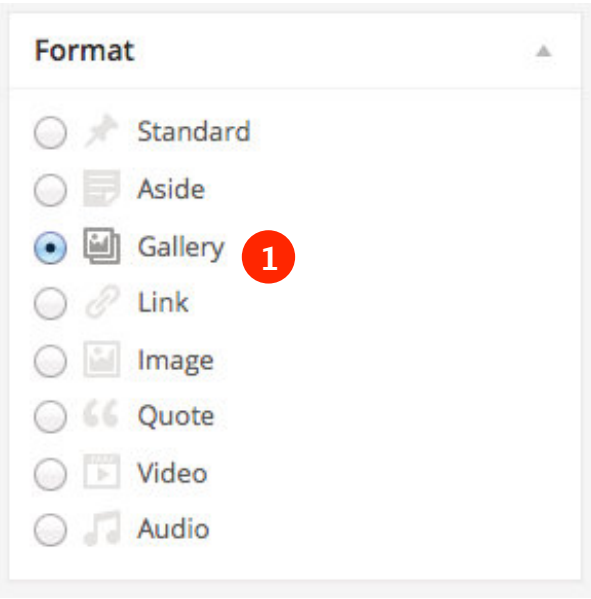 Format
Standard
Aside
Gallery 1
Link
Image
Quote
Video
Audio